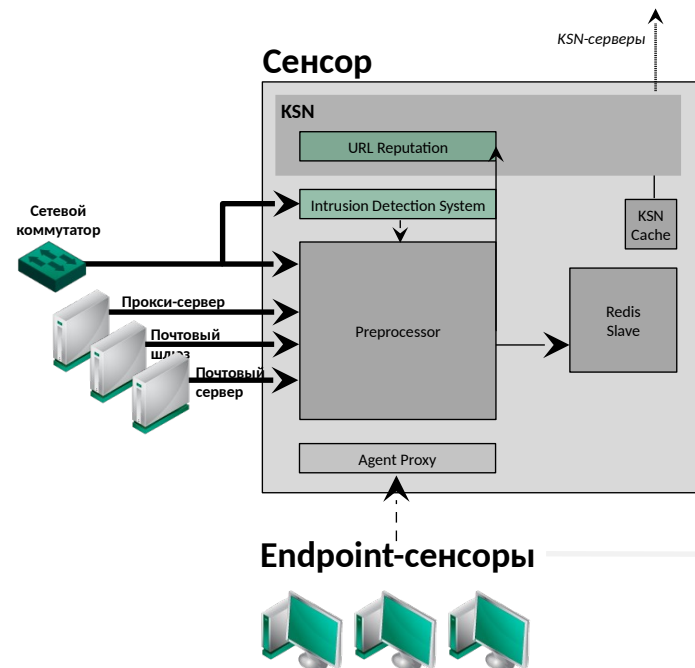 KSN-серверы
Сенсор
KSN
URL Reputation
Intrusion Detection System
Сетевой
коммутатор
KSN
Cache
Прокси-сервер
Почтовый
шлюз
Почтовый
сервер
Preprocessor
Redis
Slave
Agent Proxy
Endpoint-сенсоры